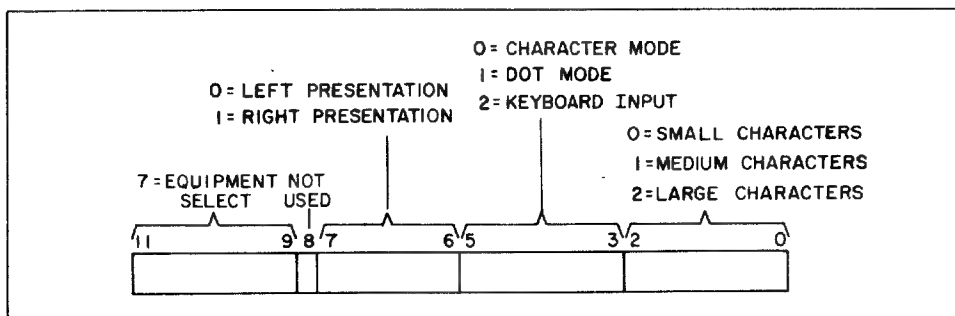 0 = CHARACTER MODE
1 = DOT MODE
2 = KEYBOARD INPUT
0 = LEFT PRESENTATION
1 = RIGHT PRESENTATION
0 = SMALL CHARACTERS
1 = MEDIUM CHARACTERS
2 = LARGE CHARACTERS
7 = EQUIPMENT SELECT
NOT USED
11 9 8 7 6 5 3 2 0